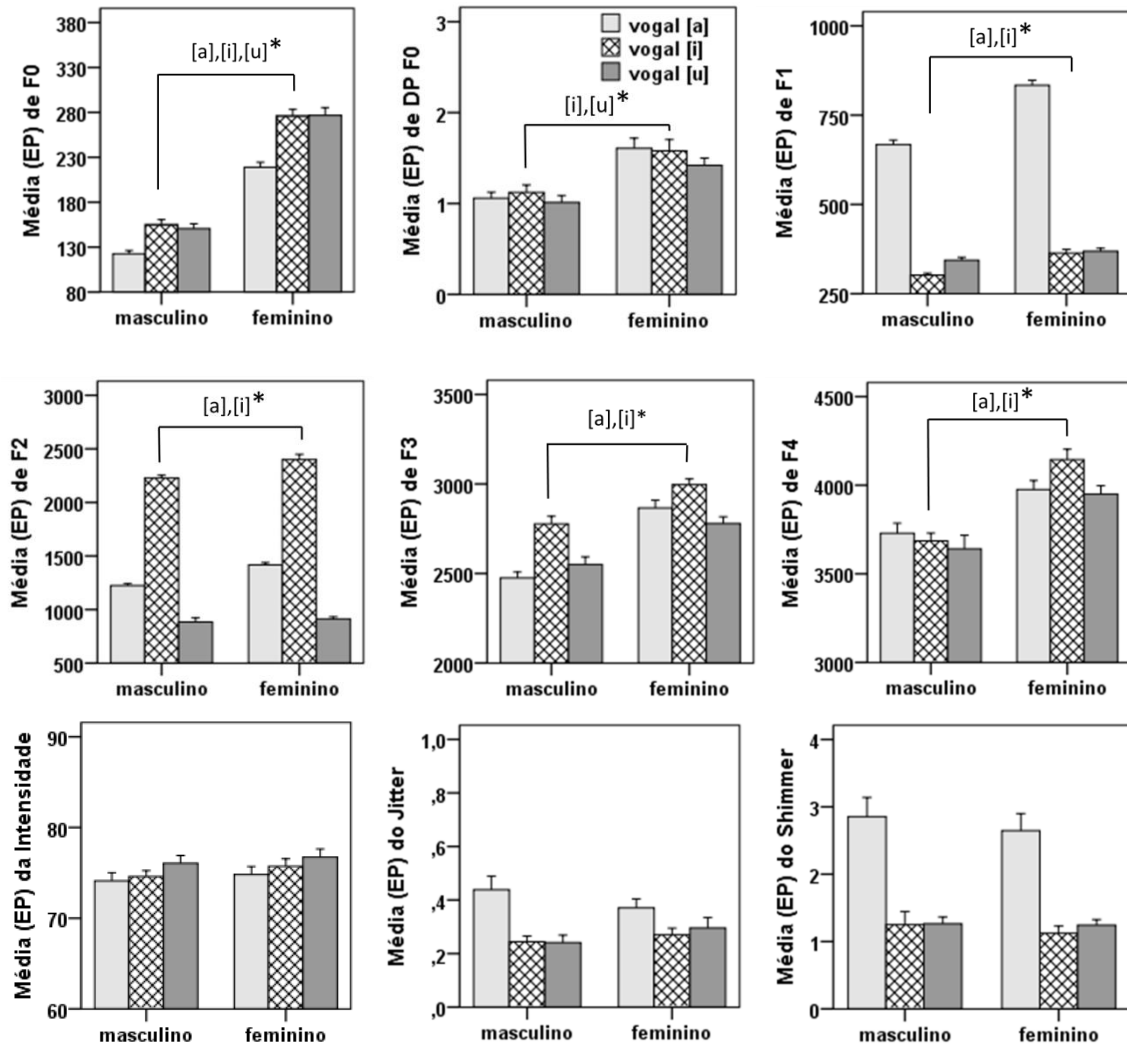 Média (EP) de F0
380
330
280
230
180
130
80
[a],[i],[u]*
masculino
feminino
Média (EP) de DP F0
3
2
1
0
vogal [a]
vogal [i]
vogal [u]
[i],[u]*
masculino
feminino
Média (EP) de F1
1000
750
500
250
[a],[i]*
masculino
feminino
Média (EP) de F2
3000
2500
2000
1500
1000
500
[a],[i]*
masculino
feminino
Média (EP) de F3
3500
3000
2500
2000
[a],[i]*
masculino
feminino
Média (EP) de F4
4500
4000
3500
3000
[a],[i]*
masculino
feminino
Média (EP) da Intensidade
90
80
70
60
masculino
feminino
Média (EP) do Jitter
1,0
,8
,6
,4
,2
,0
masculino
feminino
Média (EP) do Shimmer
4
3
2
1
0
masculino
feminino